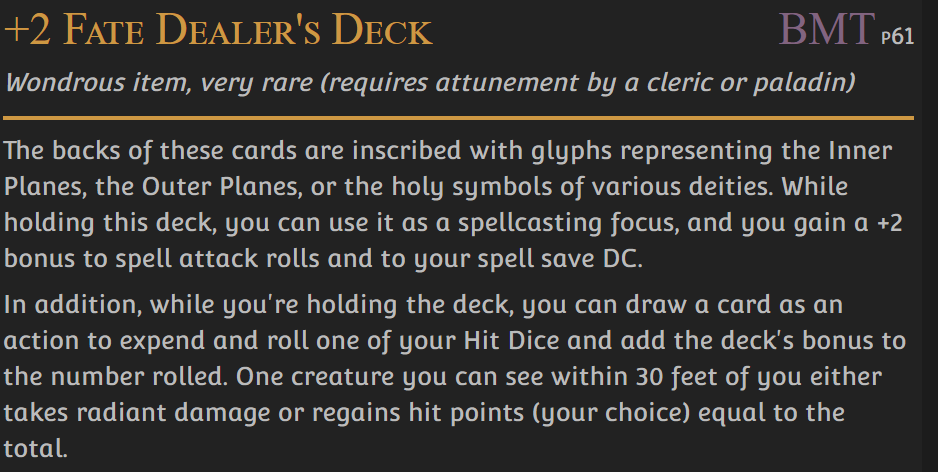 +2 Fate Dealer's Deck BMT P61
Wondrous item, very rare (requires attunement by a cleric or paladin)
The backs of these cards are inscribed with glyphs representing the Inner
Planes, the Outer Planes, or the holy symbols of various deities. While
holding this deck, you can use it as a spellcasting focus, and you gain a +2
bonus to spell attack rolls and to your spell save DC.
In addition, while you're holding the deck, you can draw a card as an
action to expend and roll one of your Hit Dice and add the deck's bonus to
the number rolled. One creature you can see within 30 feet of you either
takes radiant damage or regains hit points (your choice) equal to the
total.